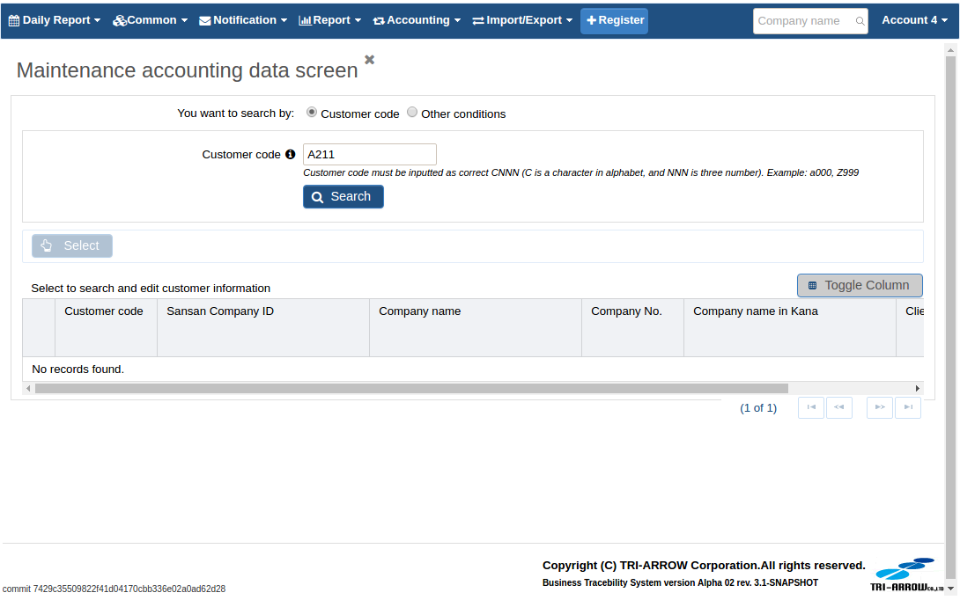 Daily Report Common Notification Report Accounting Import/Export Register Company name Account 4
Maintenance accounting data screen
You want to search by: Customer code Other conditions
Customer code A211
Customer code must be inputted as correct CNNN (C is a character in alphabet, and NNN is three number). Example: a000, Z999
Search
Select
Toggle Column
Select to search and edit customer information
Customer code Sansan Company ID Company name Company No. Company name in Kana Clie
No records found.
(1 of 1)
Copyright (C) TRI-ARROW Corporation.All rights reserved.
Business Tracebility System version Alpha 02 rev. 3.1-SNAPSHOT
TRI-ARROW CO.,LTD
commit 7429c35509822f41d04170cbb336e02a0ad62d28